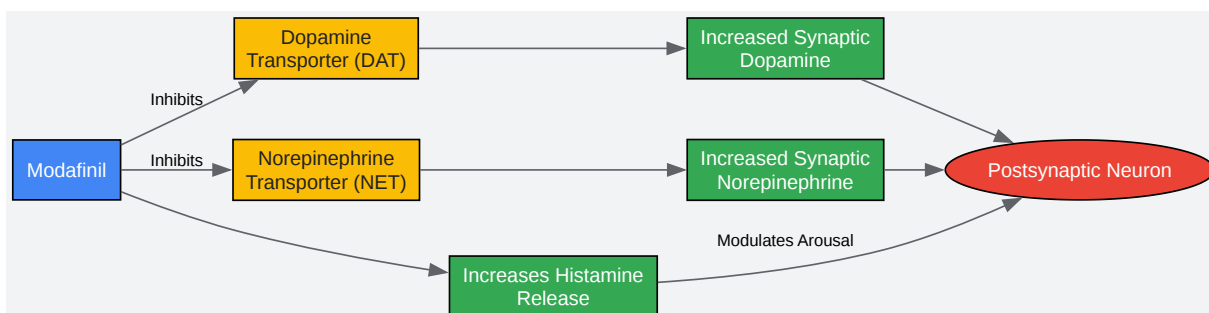 Dopamine
Transporter (DAT)
Increased Synaptic
Dopamine
Inhibits
Modafinil
Inhibits
Norepinephrine
Transporter (NET)
Increased Synaptic
Norepinephrine
Postsynaptic Neuron
Modulates Arousal
Increases Histamine
Release